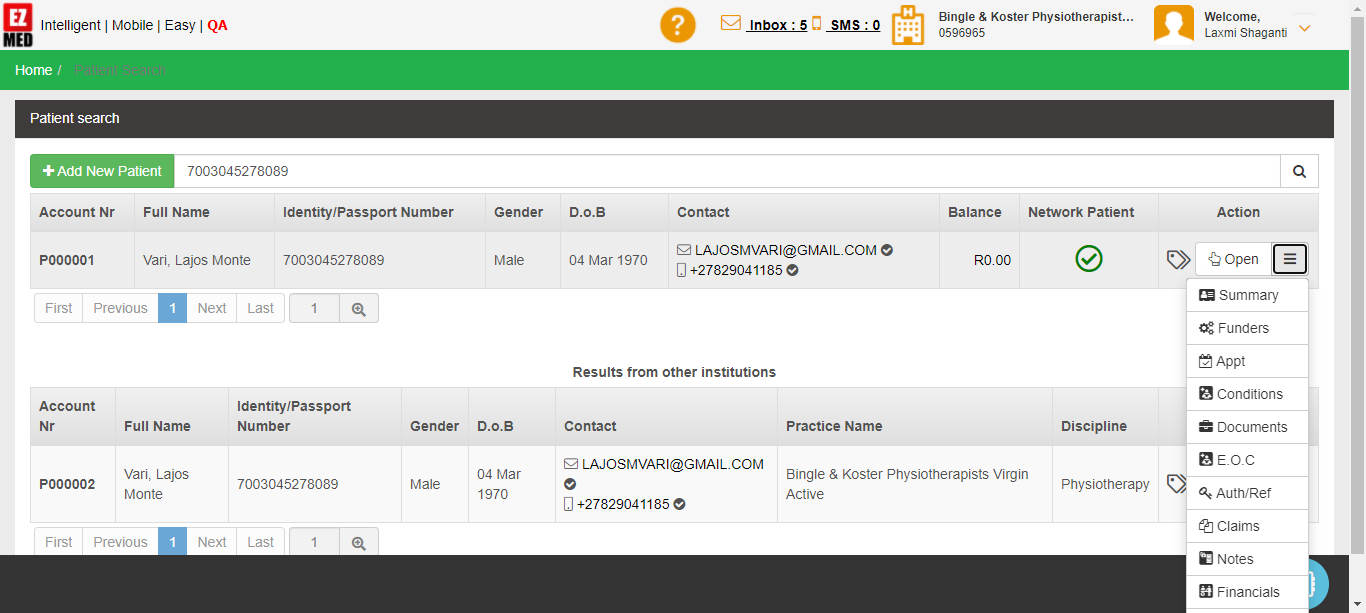 EZ MED Intelligent | Mobile | Easy | QA
? Inbox : 5 SMS : 0
H
Bingle & Koster Physiotherapist...
0596965
Welcome,
Laxmi Shaganti
Home / Patient Search
Patient search
Add New Patient 7003045278089
Account Nr Full Name Identity/Passport Number Gender D.o.B Contact Balance Network Patient Action
P000001 Vari, Lajos Monte 7003045278089 Male 04 Mar 1970 LAJOSMVARI@GMAIL.COM R0.00 Open
+27829041185
First Previous 1 Next Last 1
Summary
Funders
Appt
Conditions
Documents
E.O.C
Auth/Ref
Claims
Notes
Financials
Results from other institutions
Account Nr Full Name Identity/Passport Number Gender D.o.B Contact Practice Name Discipline
P000002 Vari, Lajos Monte 7003045278089 Male 04 Mar 1970 LAJOSMVARI@GMAIL.COM Bingle & Koster Physiotherapists Virgin Active Physiotherapy
+27829041185
First Previous 1 Next Last 1